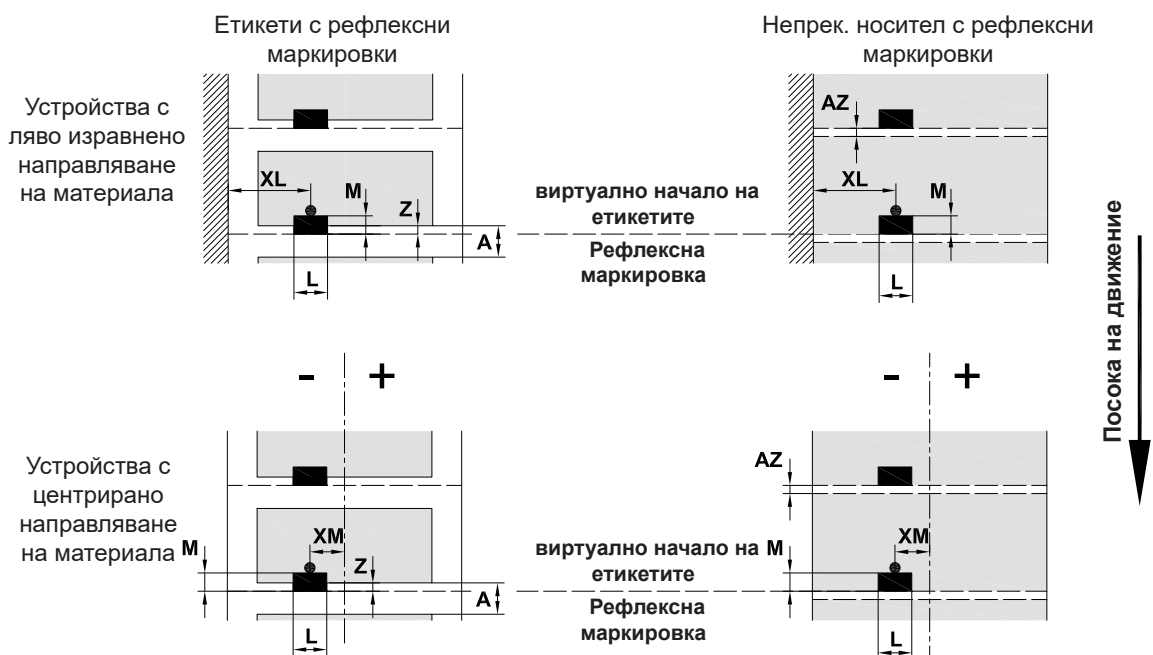 Етикети с рефлексни
маркировки
Непрек. носител с рефлексни
маркировки
Устройства с
ляво изравнено
направляване
на материала
XL
M
Z
A
L
виртуално начало на
етикетите
Рефлексна
маркировка
AZ
XL
M
L
Посока на движение
- +
- +
Устройства с
центрирано
направляване
на материала
M
XM
Z
A
L
виртуално начало на
етикетите
Рефлексна
маркировка
AZ
XM
M
L